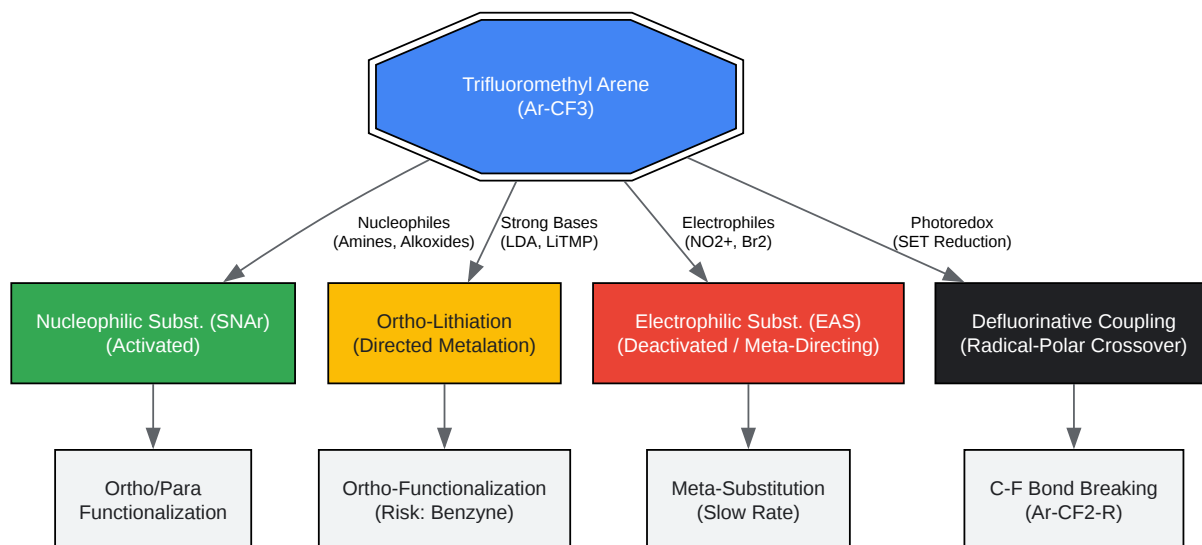 Trifluoromethyl Arene
(Ar-CF3)
Nucleophiles
(Amines, Alkoxides)
Strong Bases
(LDA, LiTMP)
Electrophiles
(NO2+, Br2)
Photoredox
(SET Reduction)
Nucleophilic Subst. (SNAr)
(Activated)
Ortho-Lithiation
(Directed Metalation)
Electrophilic Subst. (EAS)
(Deactivated / Meta-Directing)
Defluorinative Coupling
(Radical-Polar Crossover)
Ortho/Para
Functionalization
Ortho-Functionalization
(Risk: Benzyne)
Meta-Substitution
(Slow Rate)
C-F Bond Breaking
(Ar-CF2-R)